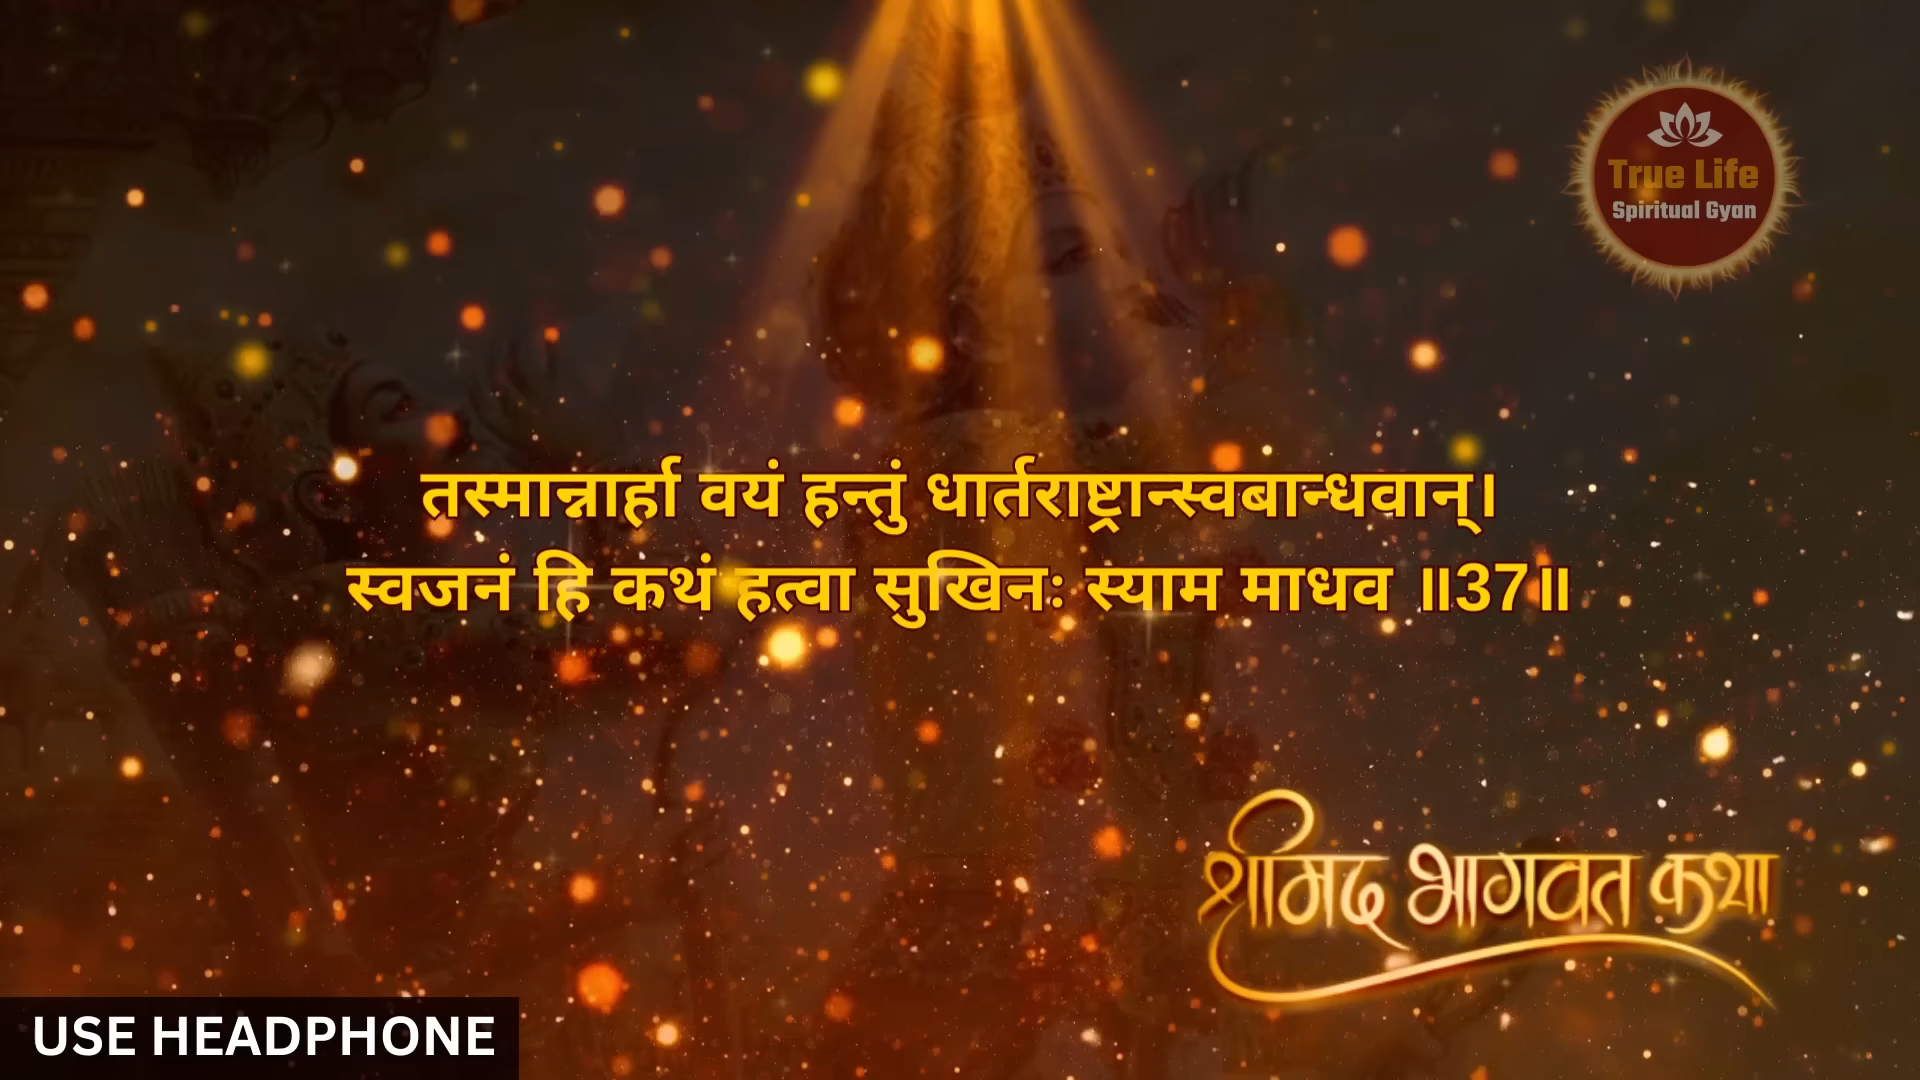 True Life
Spiritual Gyan
तस्मान्नार्हा वयं हन्तुं धार्तराष्ट्रान्स्वबान्धवान्।
स्वजनं हि कथं हत्वा सुखिनः स्याम माधव ॥37॥
श्रीमद भागवत कथा
USE HEADPHONE